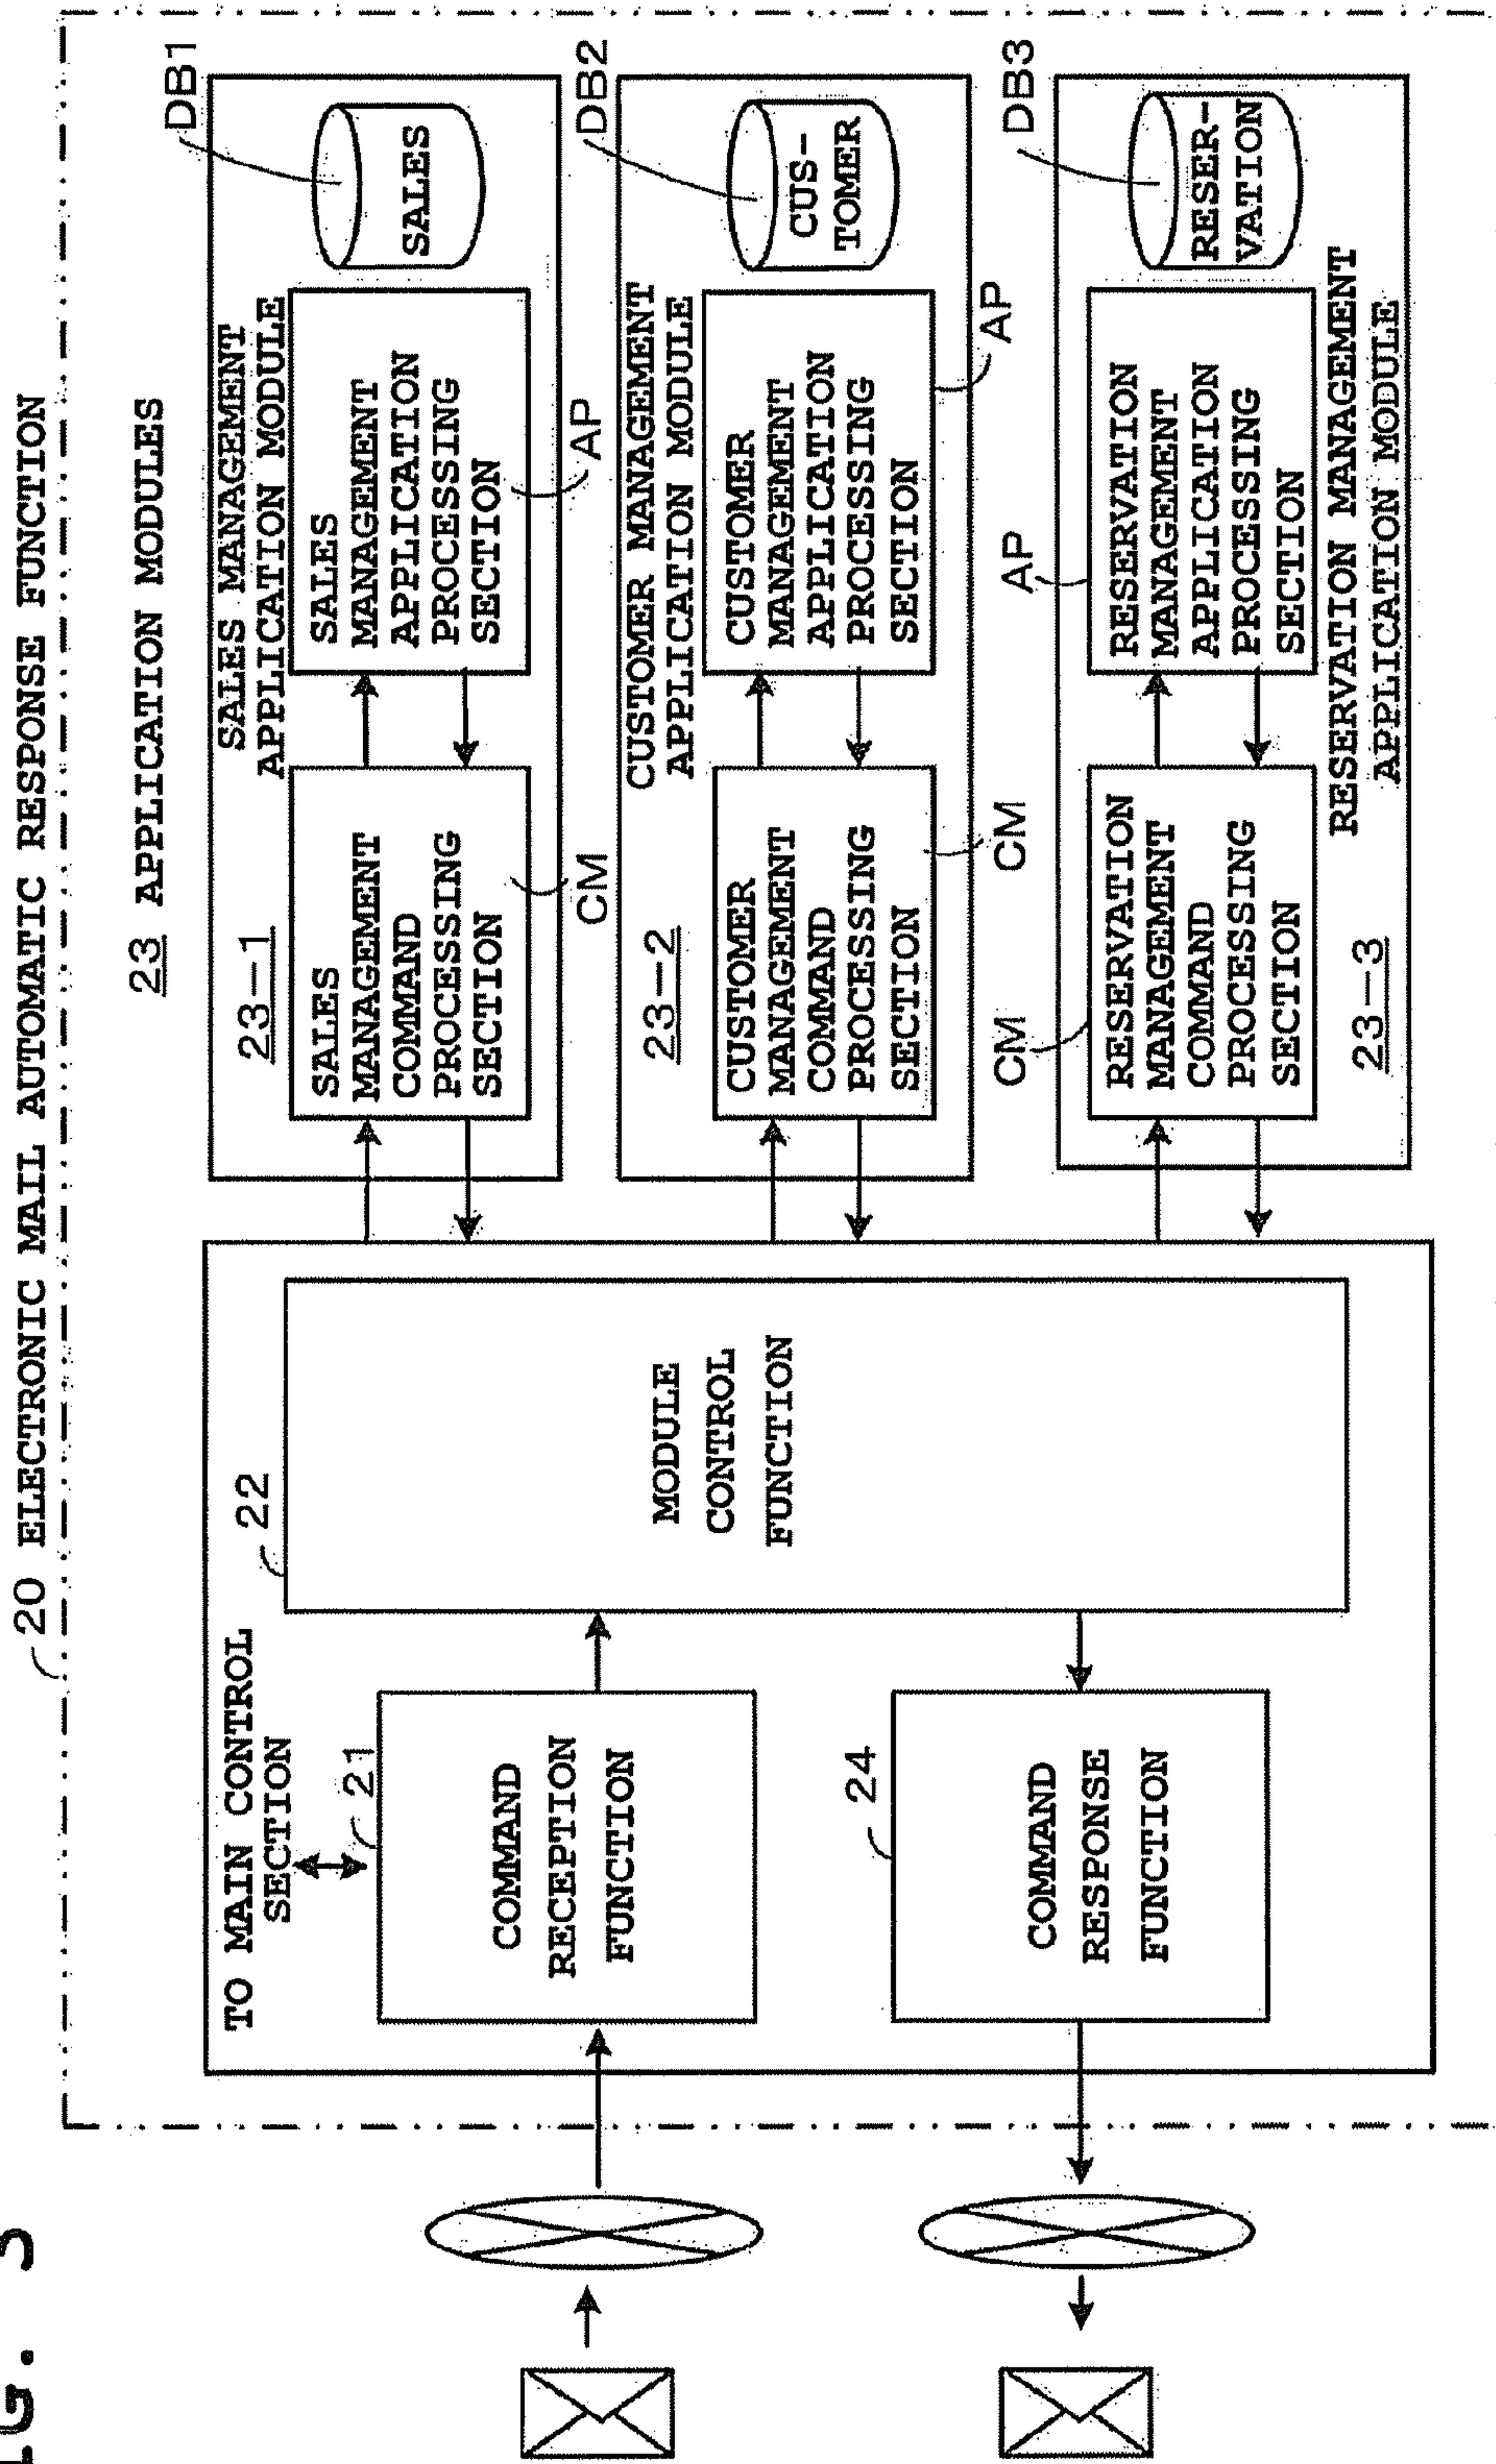 IG. 3
20 ELECTRONIC MAIL AUTOMATIC RESPONSE FUNCTION
23 APPLICATION MODULES
TO MAIN CONTROL
SECTION
21
COMMAND
RECEPTION
FUNCTION
24
COMMAND
RESPONSE
FUNCTION
22
MODULE
CONTROL
FUNCTION
SALES MANAGEMENT
APPLICATION MODULE
23-1
SALES
MANAGEMENT
COMMAND
PROCESSING
SECTION
CM
SALES
MANAGEMENT
APPLICATION
PROCESSING
SECTION
AP
DB1
SALES
CUSTOMER MANAGEMENT
APPLICATION MODULE
23-2
CUSTOMER
MANAGEMENT
COMMAND
PROCESSING
SECTION
CM
CUSTOMER
MANAGEMENT
APPLICATION
PROCESSING
SECTION
AP
DB2
CUS-
TOMER
CM
RESERVATION
MANAGEMENT
COMMAND
PROCESSING
SECTION
23-3
AP
RESERVATION
MANAGEMENT
APPLICATION
PROCESSING
SECTION
DB3
RESER-
VATION
RESERVATION MANAGEMENT
APPLICATION MODULE